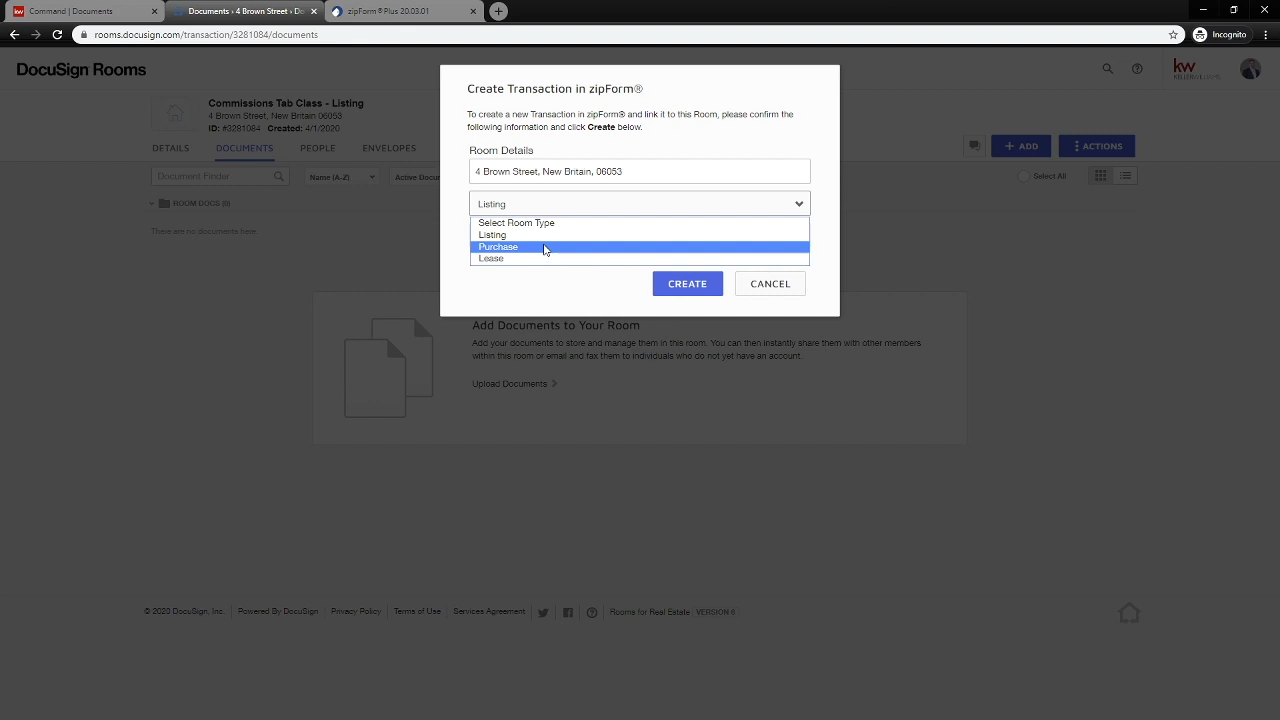 Command | Documents
Documents › 4 Brown Street › Do
zipForm®Plus 20.03.01
rooms.docusign.com/transaction/3281084/documents
Incognito
DocuSign Rooms
kw
KELLERWILLIAMS
Commissions Tab Class - Listing
4 Brown Street, New Britain 06053
ID: #3281084 Created: 4/1/2020
DETAILS
DOCUMENTS
PEOPLE
ENVELOPES
ADD
ACTIONS
Document Finder
Name (A-Z)
Active Docu
Select All
ROOM DOCS (0)
There are no documents here
Create Transaction in zipForm®
To create a new Transaction in zipForm® and link it to this Room, please confirm the
following information and click Create below.
Room Details
4 Brown Street, New Britain, 06053
Listing
Select Room Type
Listing
Purchase
Lease
CREATE
CANCEL
Add Documents to Your Room
Add your documents to store and manage them in this room. You can then instantly share them with other members
within this room or email and fax them to individuals who do not yet have an account.
Upload Documents
© 2020 DocuSign, Inc.
Powered By DocuSign
Privacy Policy
Terms of Use
Services Agreement
Rooms for Real Estate
VERSION 6